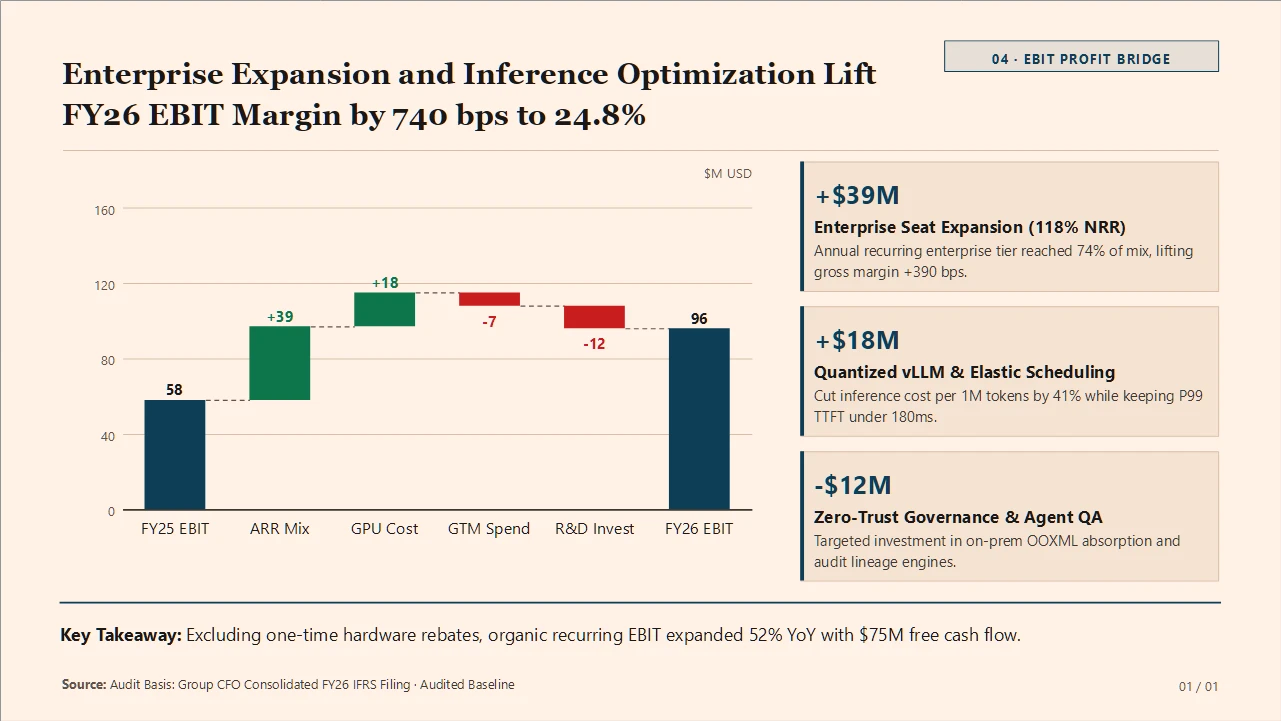 04 · EBIT PROFIT BRIDGE
Enterprise Expansion and Inference Optimization Lift
FY26 EBIT Margin by 740 bps to 24.8%
$M USD
160
120
80
40
0
58
+39
+18
-7
-12
96
FY25 EBIT
ARR Mix
GPU Cost
GTM Spend
R&D Invest
FY26 EBIT
+$39M
Enterprise Seat Expansion (118% NRR)
Annual recurring enterprise tier reached 74% of mix, lifting
gross margin +390 bps.
+$18M
Quantized vLLM & Elastic Scheduling
Cut inference cost per 1M tokens by 41% while keeping P99
TTFT under 180ms.
-$12M
Zero-Trust Governance & Agent QA
Targeted investment in on-prem OOXML absorption and
audit lineage engines.
Key Takeaway: Excluding one-time hardware rebates, organic recurring EBIT expanded 52% YoY with $75M free cash flow.
Source: Audit Basis: Group CFO Consolidated FY26 IFRS Filing · Audited Baseline
01 / 01